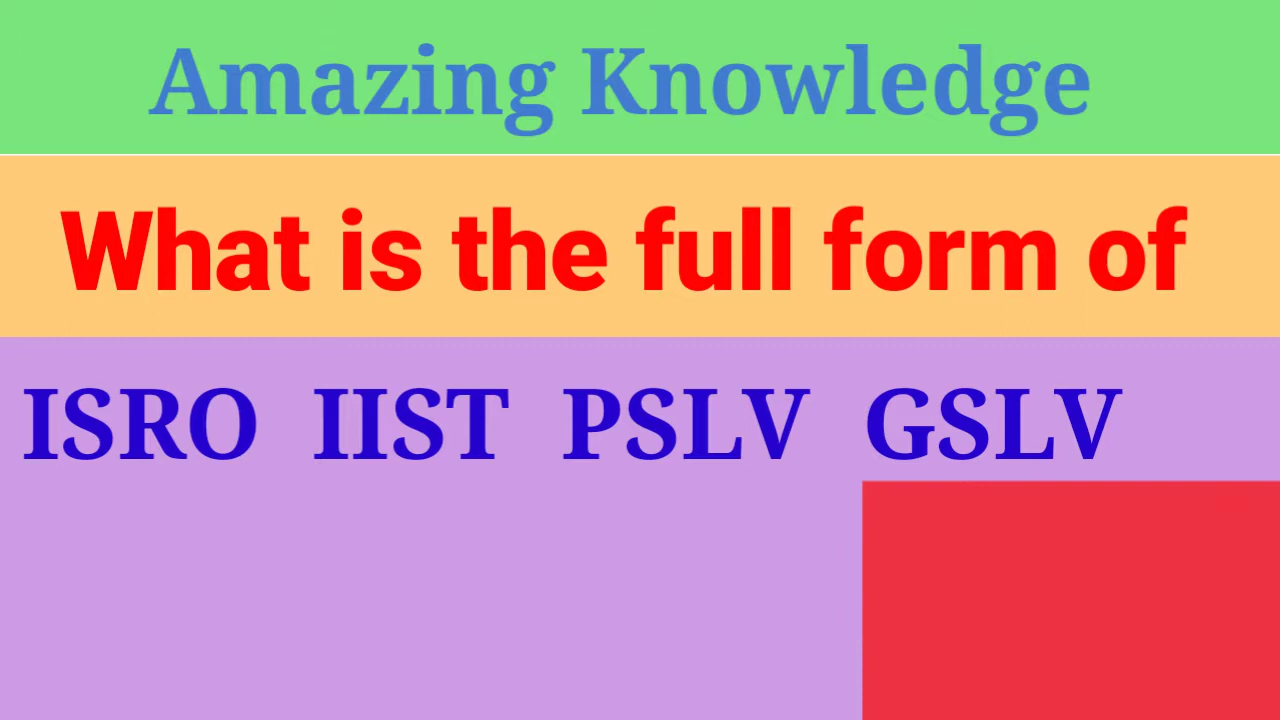 Amazing Knowledge
What is the full form of
ISRO IIST PSLV GSLV